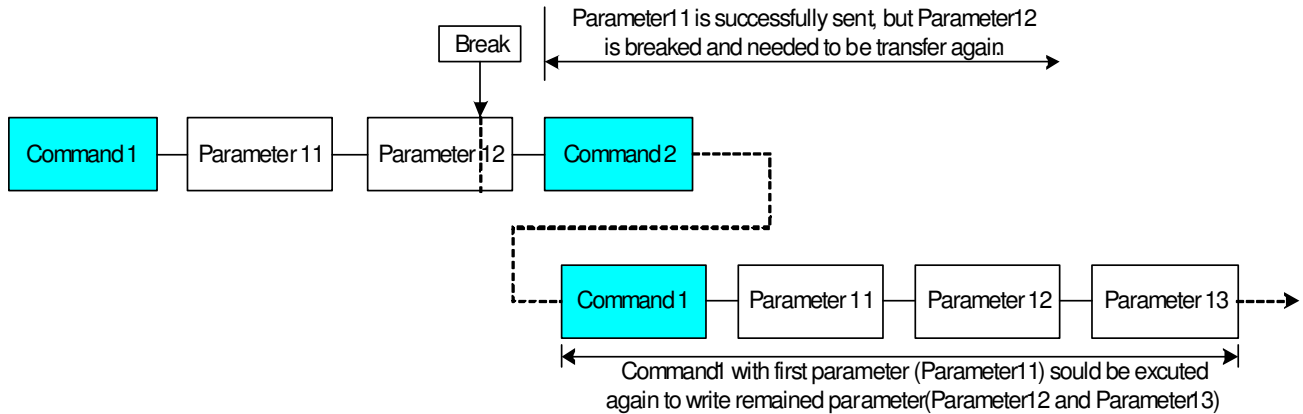 Parameter11 is successfully sent, but Parameter12
is breaked and needed to be transfer again.
Break
Command 1
Parameter 11
Parameter 12
Command 2
Command 1
Parameter 11
Parameter 12
Parameter 13
Command1 with first parameter (Parameter11) sould be excuted
again to write remained parameter(Parameter12 and Parameter13)